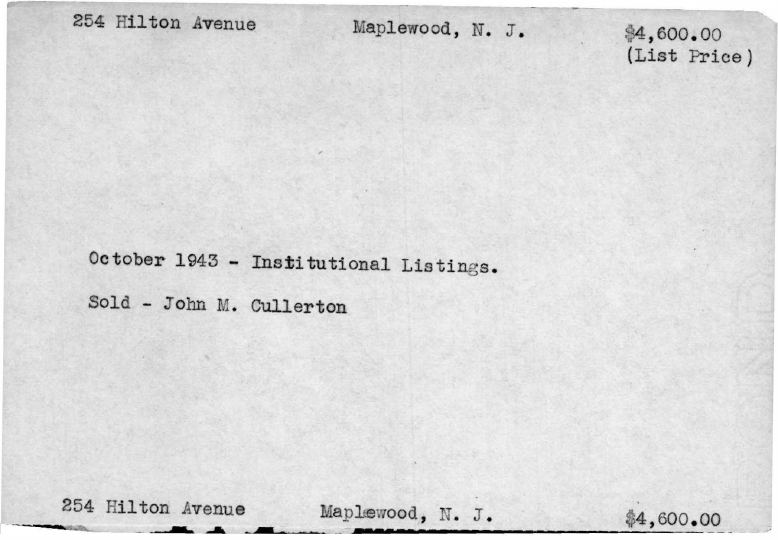 254 Hilton Avenue Maplewood, N. J. $4,600.00
(List Price)
October 1943 - Institutional Listings.
Sold - John M. Cullerton
254 Hilton Avenue Maplewood, N. J. $4,600.00